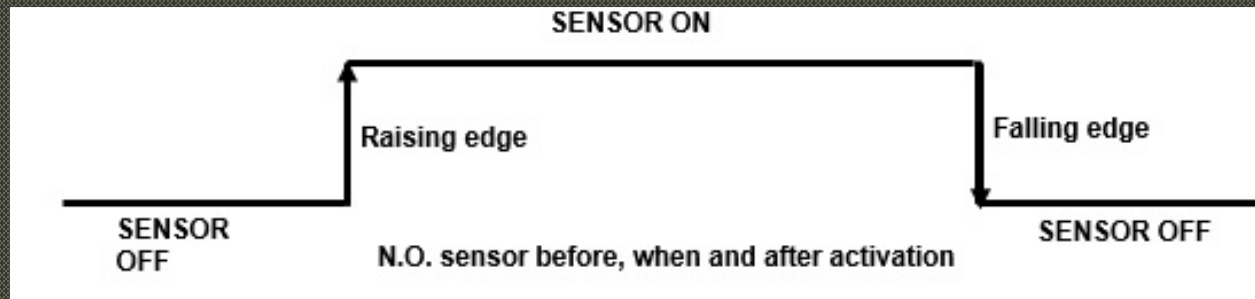 SENSOR ON
Raising edge
Falling edge
SENSOR
OFF
SENSOR OFF
N.O. sensor before, when and after activation